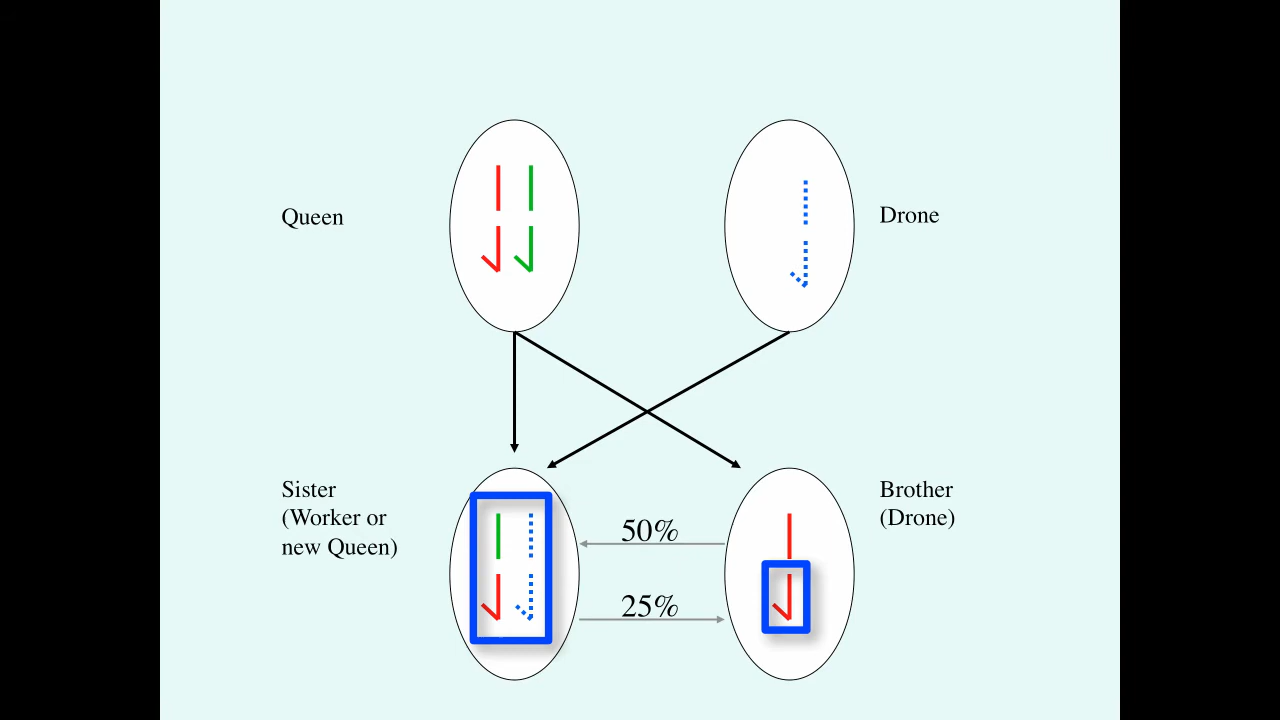 Queen
Drone
Sister
(Worker or
new Queen)
50%
25%
Brother
(Drone)